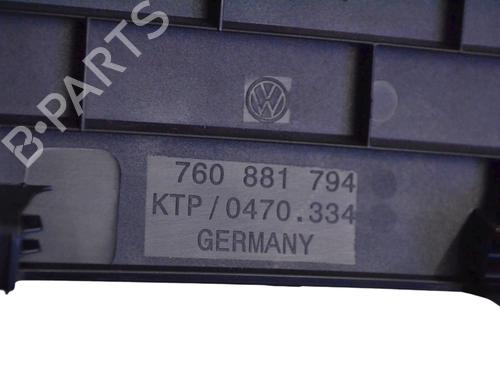 B-PARTS
760 881 794
KTP/0470.334
GERMANY